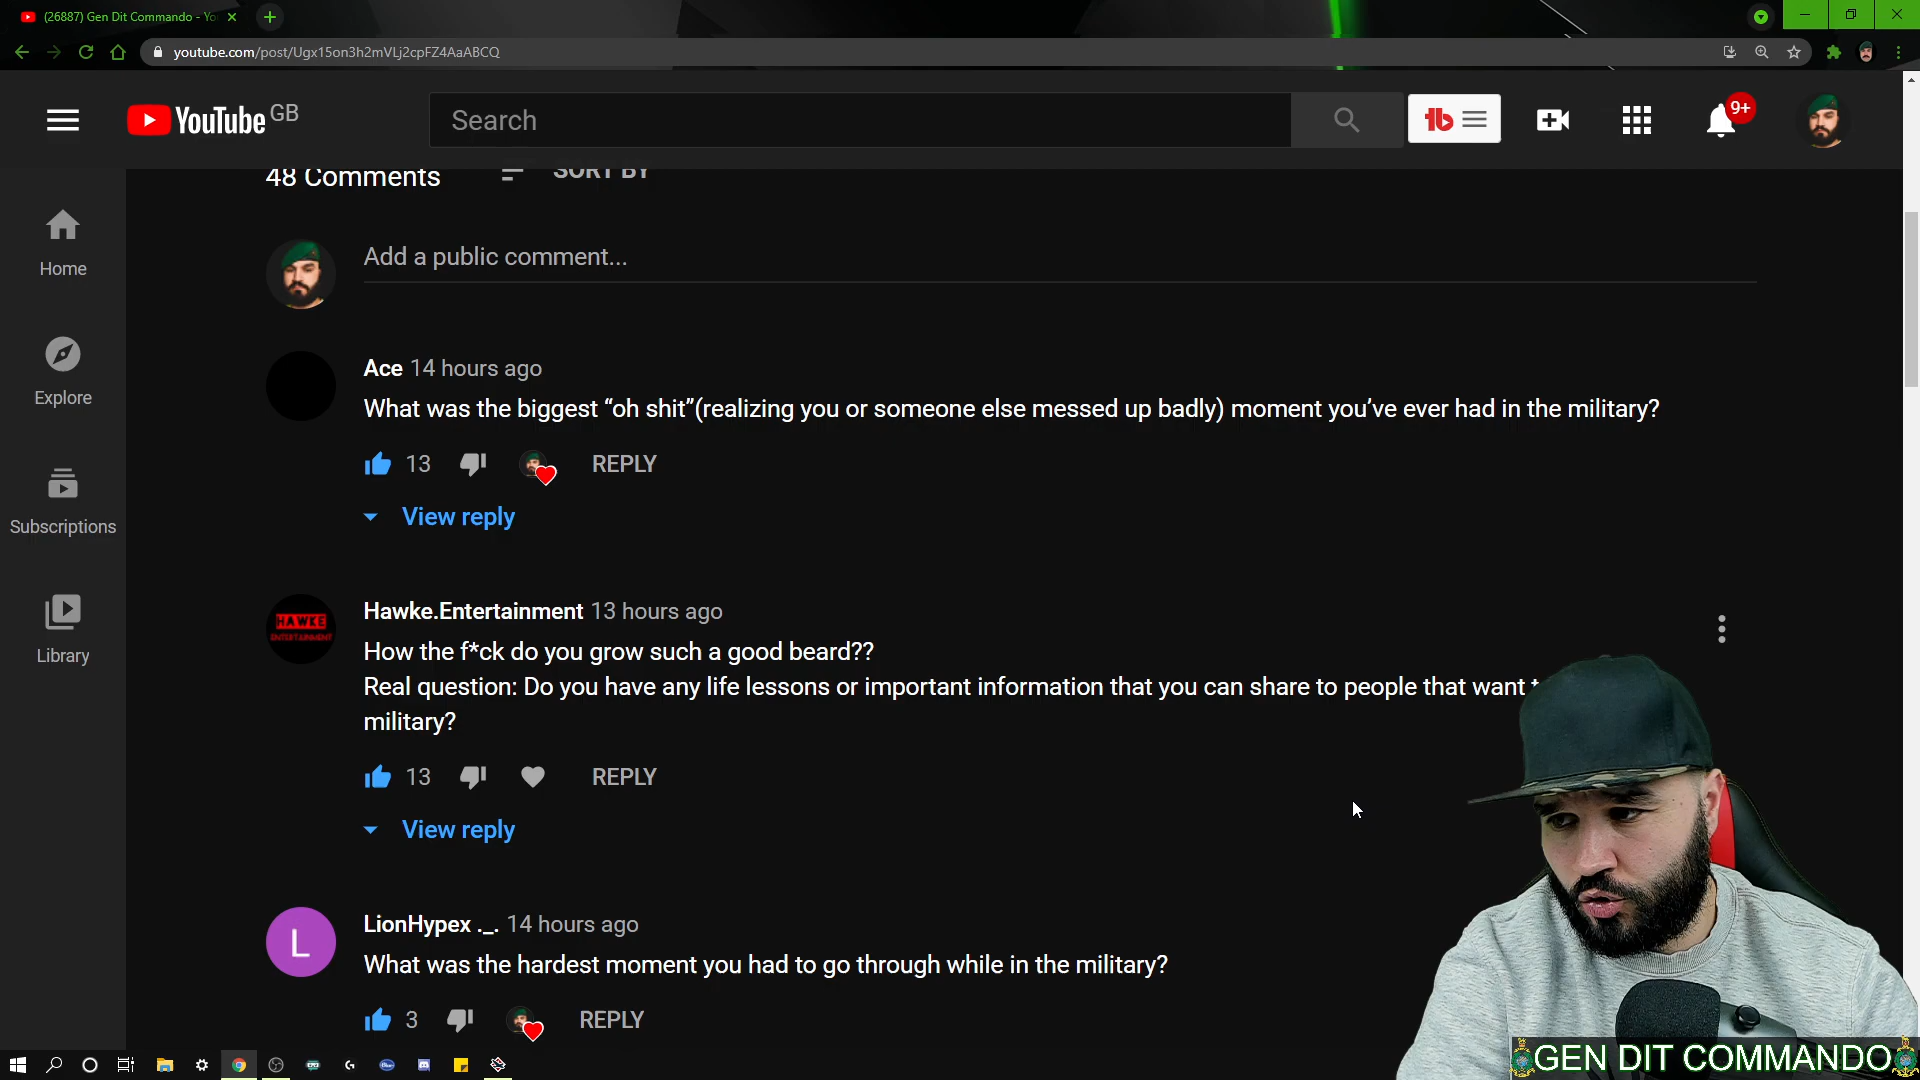 (26887) Gen Dit Commando - Yo
youtube.com/post/Ugx15on3h2mVLj2cpFZ4AaABCQ
YouTube GB
Search
9+
48 Comments
SORT BY
Add a public comment...
Home
Explore
Subscriptions
Library
Ace 14 hours ago
What was the biggest “oh shit”(realizing you or someone else messed up badly) moment you’ve ever had in the military?
13 REPLY
View reply
HAWKE
ENTERTAINMENT
Hawke.Entertainment 13 hours ago
How the f*ck do you grow such a good beard??
Real question: Do you have any life lessons or important information that you can share to people that want
military?
13 REPLY
View reply
L
LionHypex ._. 14 hours ago
What was the hardest moment you had to go through while in the military?
3 REPLY
GEN DIT COMMANDO